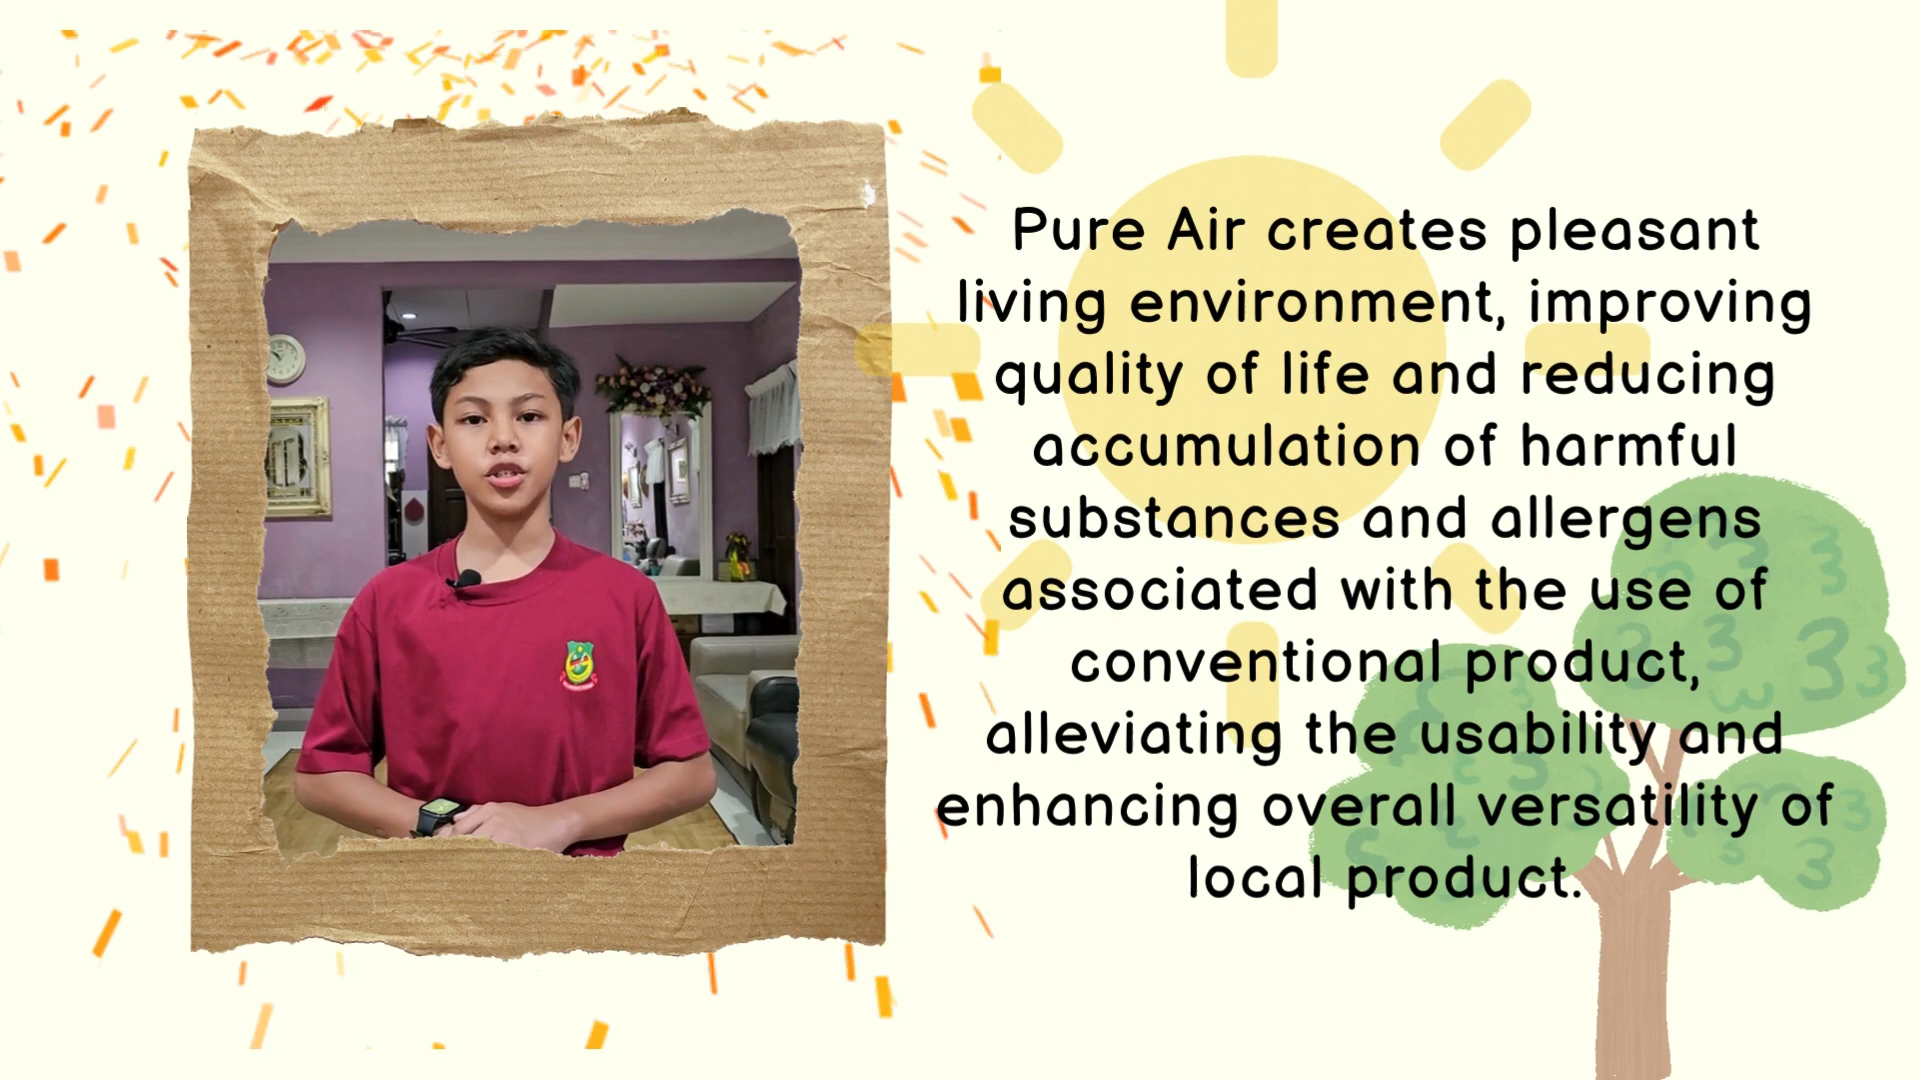 Pure Air creates pleasant
living environment, improving
quality of life and reducing
accumulation of harmful
substances and allergens
associated with the use of
conventional product,
alleviating the usability and
enhancing overall versatility of
local product.